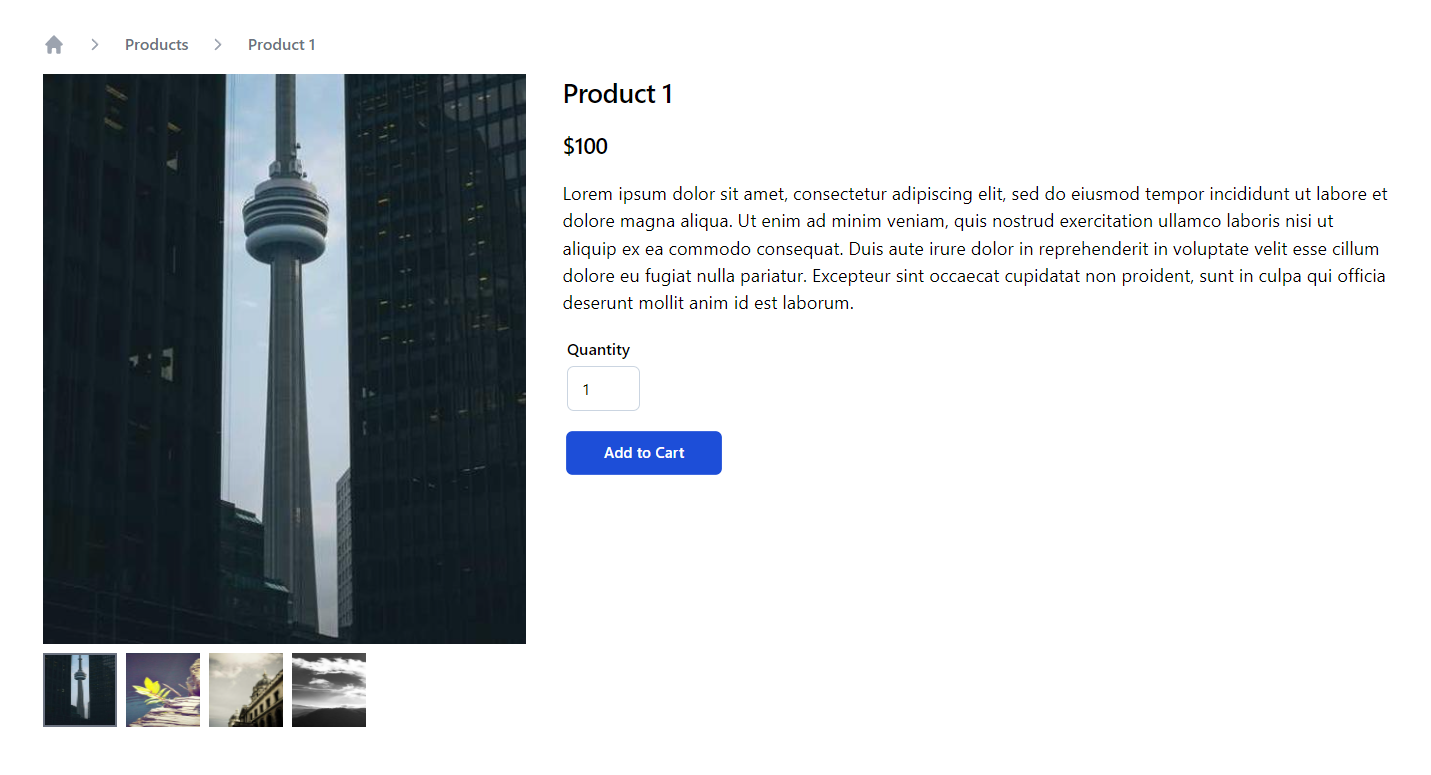 Products
Product 1
Product 1
$100
Lorem ipsum dolor sit amet, consectetur adipiscing elit, sed do eiusmod tempor incididunt ut labore et
dolore magna aliqua. Ut enim ad minim veniam, quis nostrud exercitation ullamco laboris nisi ut
aliquip ex ea commodo consequat. Duis aute irure dolor in reprehenderit in voluptate velit esse cillum
dolore eu fugiat nulla pariatur. Excepteur sint occaecat cupidatat non proident, sunt in culpa qui officia
deserunt mollit anim id est laborum.
Quantity
1
Add to Cart